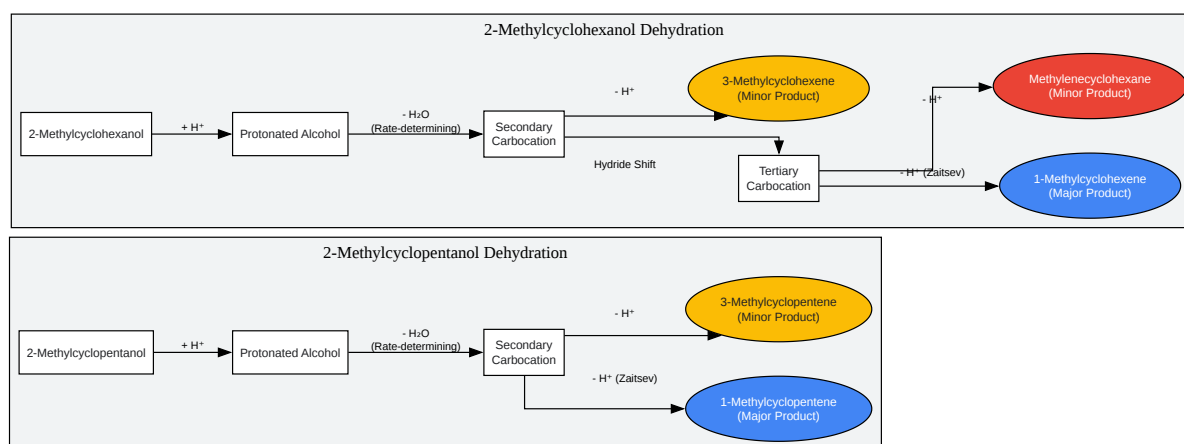 2-Methylcyclohexanol Dehydration
3-Methylcyclohexene
(Minor Product)
Methylenecyclohexane
(Minor Product)
- H⁺
- H⁺
2-Methylcyclohexanol
+ H⁺
Protonated Alcohol
- H₂O
(Rate-determining)
Secondary
Carbocation
Hydride Shift
Tertiary
Carbocation
- H⁺ (Zaitsev)
1-Methylcyclohexene
(Major Product)
2-Methylcyclopentanol Dehydration
3-Methylcyclopentene
(Minor Product)
- H⁺
2-Methylcyclopentanol
+ H⁺
Protonated Alcohol
- H₂O
(Rate-determining)
Secondary
Carbocation
- H⁺ (Zaitsev)
1-Methylcyclopentene
(Major Product)